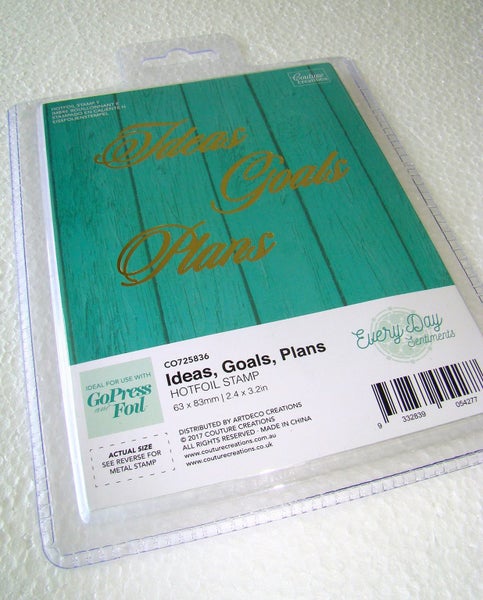 HOTFOIL STAMP
STAMPADO EN CALIENTE
Couture
creations
Ideas
Goals
Plans
IDEAL FOR USE WITH
GoPress
and
Foil
ACTUAL SIZE
SEE REVERSE FOR
METAL STAMP
CO725836
Ideas, Goals, Plans
HOTFOIL STAMP
63 x 83mm | 2.4 x 3.2in
DISTRIBUTED BY ARTDECO CREATIONS
© 2017 COUTURE CREATIONS
ALL RIGHTS RESERVED · MADE IN CHINA
www.couturecreations.com.au
www.couturecreations.co.uk
Every Day
Sentiments
9 332839 054277